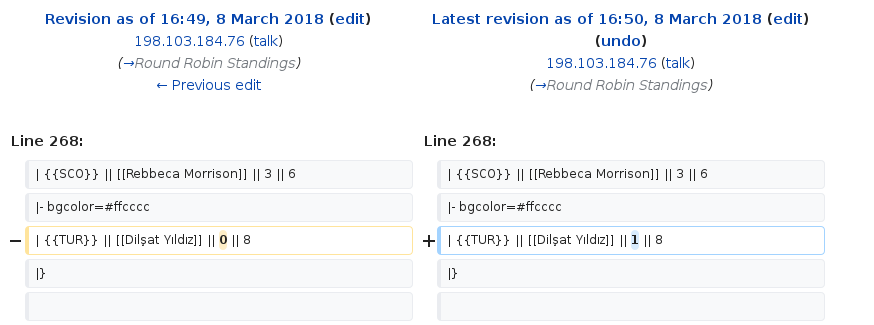 Revision as of 16:49, 8 March 2018 (edit)
198.103.184.76 (talk)
(→Round Robin Standings)
← Previous edit
Latest revision as of 16:50, 8 March 2018 (edit)
(undo)
198.103.184.76 (talk)
(→Round Robin Standings)
Line 268:
Line 268:
| {{SCO}} || [[Rebbeca Morrison]] || 3 || 6
| {{SCO}} || [[Rebbeca Morrison]] || 3 || 6
|- bgcolor=#ffcccc
|- bgcolor=#ffcccc
− | {{TUR}} || [[Dilşat Yıldız]] || 0 || 8
+ | {{TUR}} || [[Dilşat Yıldız]] || 1 || 8
|}
|}